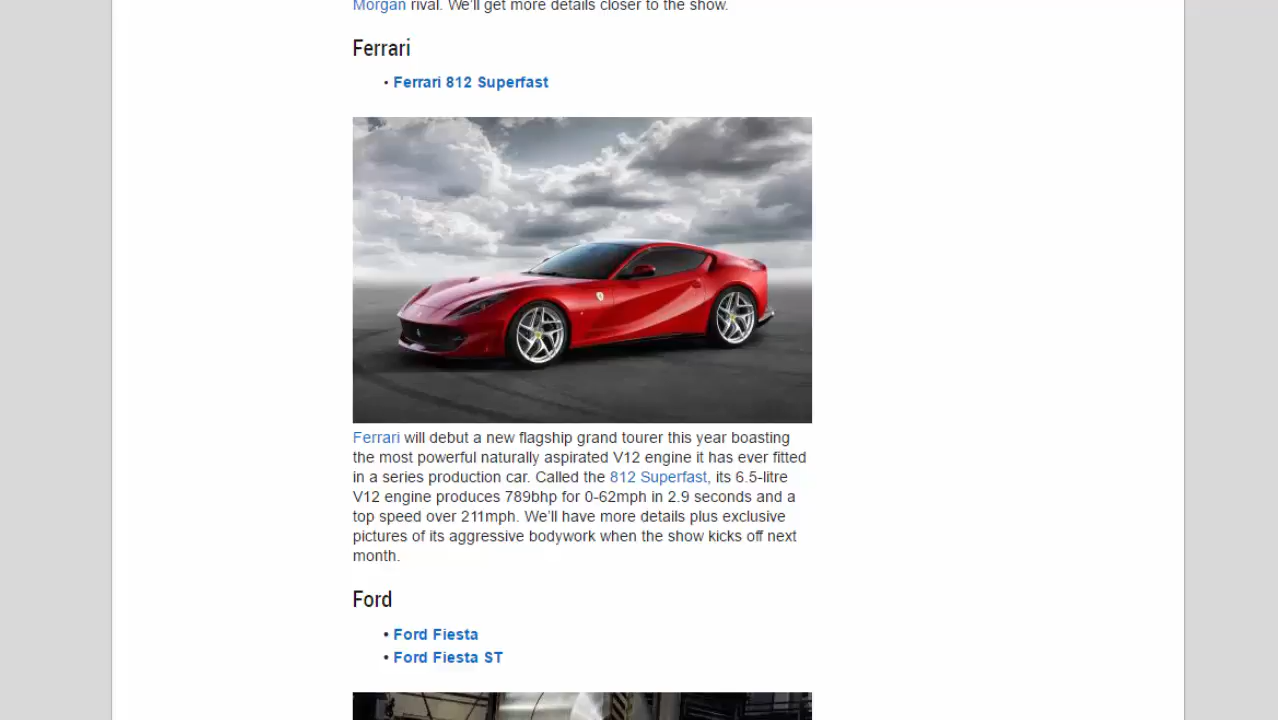 Morgan rival. We'll get more details closer to the show.
Ferrari
• Ferrari 812 Superfast
Ferrari will debut a new flagship grand tourer this year boasting
the most powerful naturally aspirated V12 engine it has ever fitted
in a series production car. Called the 812 Superfast, its 6.5-litre
V12 engine produces 789bhp for 0-62mph in 2.9 seconds and a
top speed over 211mph. We'll have more details plus exclusive
pictures of its aggressive bodywork when the show kicks off next
month.
Ford
• Ford Fiesta
• Ford Fiesta ST